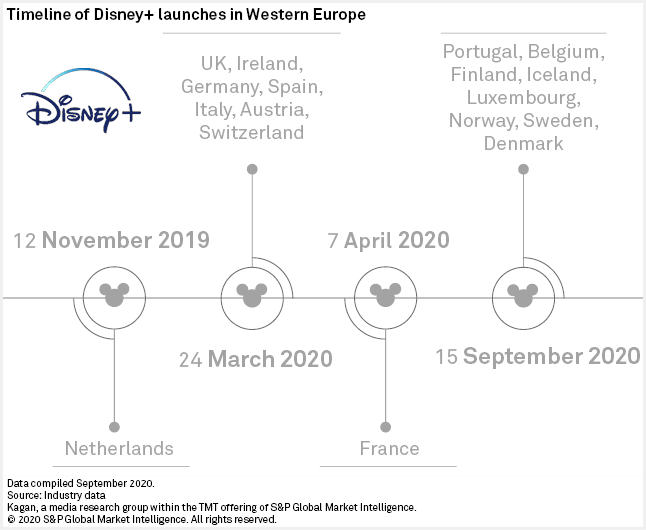 Timeline of Disney+ launches in Western Europe
Disney+
UK, Ireland,
Germany, Spain,
Italy, Austria,
Switzerland
Portugal, Belgium,
Finland, Iceland,
Luxembourg,
Norway, Sweden,
Denmark
12 November 2019
7 April 2020
24 March 2020
15 September 2020
Netherlands
France
Data compiled September 2020.
Source: Industry data
Kagan, a media research group within the TMT offering of S&P Global Market Intelligence.
© 2020 S&P Global Market Intelligence. All rights reserved.